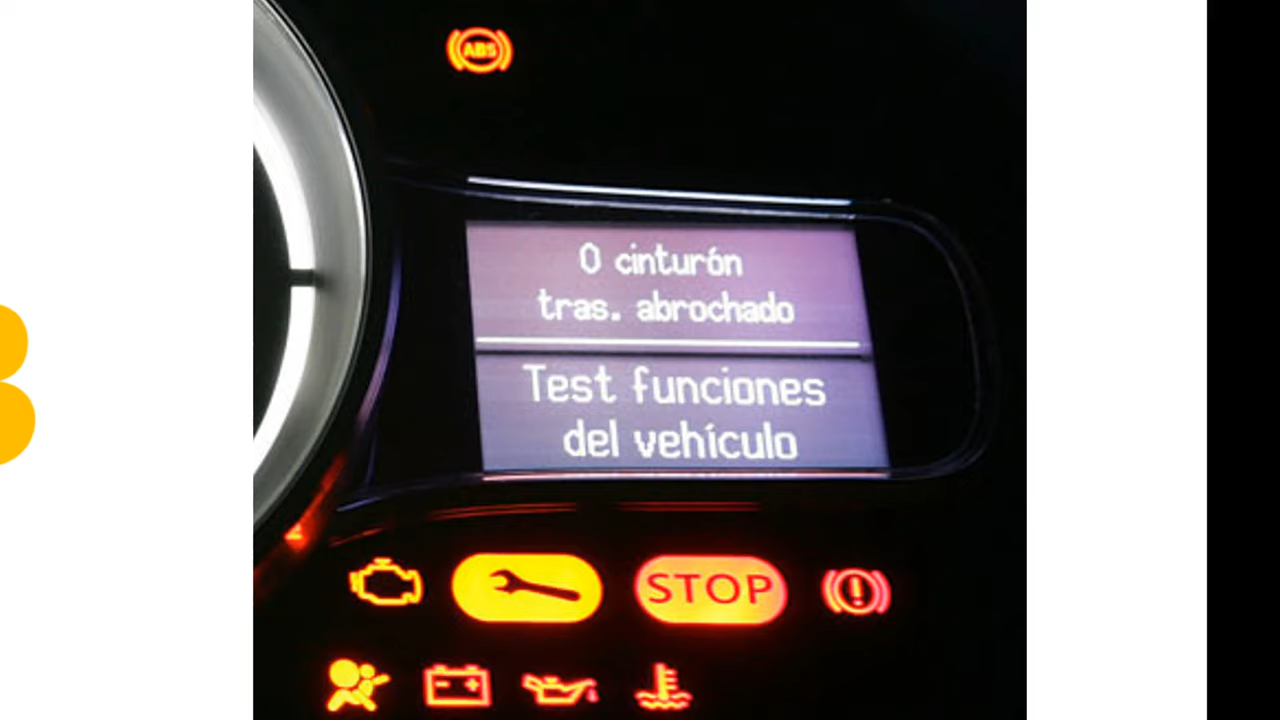 ABS
0 cinturón
tras. abrochado
Test funciones
del vehículo
STOP